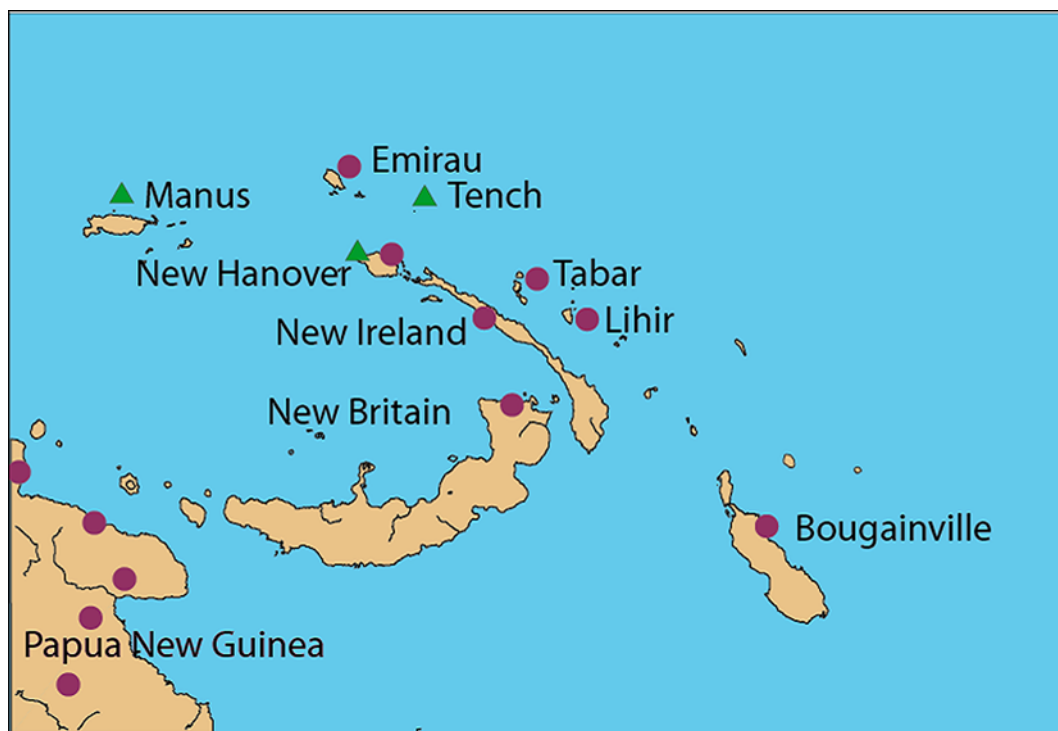 Emirau
Manus
Tench
New Hanover
Tabar
Lihir
New Ireland
New Britain
Bougainville
Papua New Guinea